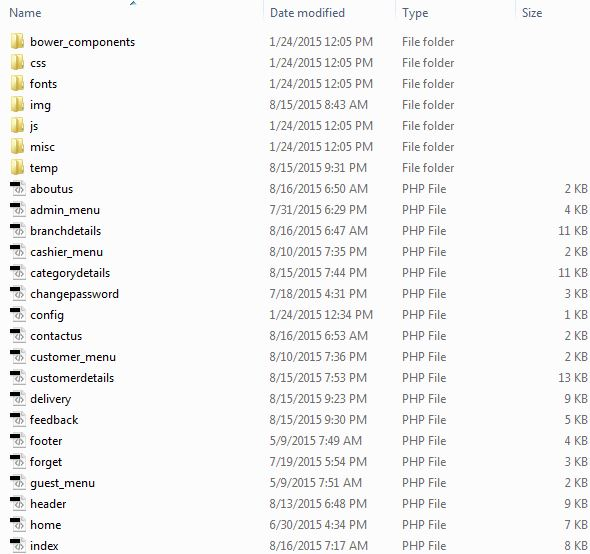 Name Date modified Type Size
bower_components 1/24/2015 12:05 PM File folder
css 1/24/2015 12:05 PM File folder
fonts 1/24/2015 12:05 PM File folder
img 8/15/2015 8:43 AM File folder
js 1/24/2015 12:05 PM File folder
misc 1/24/2015 12:05 PM File folder
temp 8/15/2015 9:31 PM File folder
aboutus 8/16/2015 6:50 AM PHP File 2 KB
admin_menu 7/31/2015 6:29 PM PHP File 4 KB
branchdetails 8/16/2015 6:47 AM PHP File 11 KB
cashier_menu 8/10/2015 7:35 PM PHP File 2 KB
categorydetails 8/15/2015 7:44 PM PHP File 11 KB
changepassword 7/18/2015 4:31 PM PHP File 3 KB
config 1/24/2015 12:34 PM PHP File 1 KB
contactus 8/16/2015 6:53 AM PHP File 2 KB
customer_menu 8/10/2015 7:36 PM PHP File 2 KB
customerdetails 8/15/2015 7:53 PM PHP File 13 KB
delivery 8/15/2015 9:23 PM PHP File 9 KB
feedback 8/15/2015 9:30 PM PHP File 5 KB
footer 5/9/2015 7:49 AM PHP File 4 KB
forget 7/19/2015 5:54 PM PHP File 3 KB
guest_menu 5/9/2015 7:51 AM PHP File 2 KB
header 8/13/2015 6:48 PM PHP File 9 KB
home 6/30/2015 4:34 PM PHP File 7 KB
index 8/16/2015 7:17 AM PHP File 8 KB